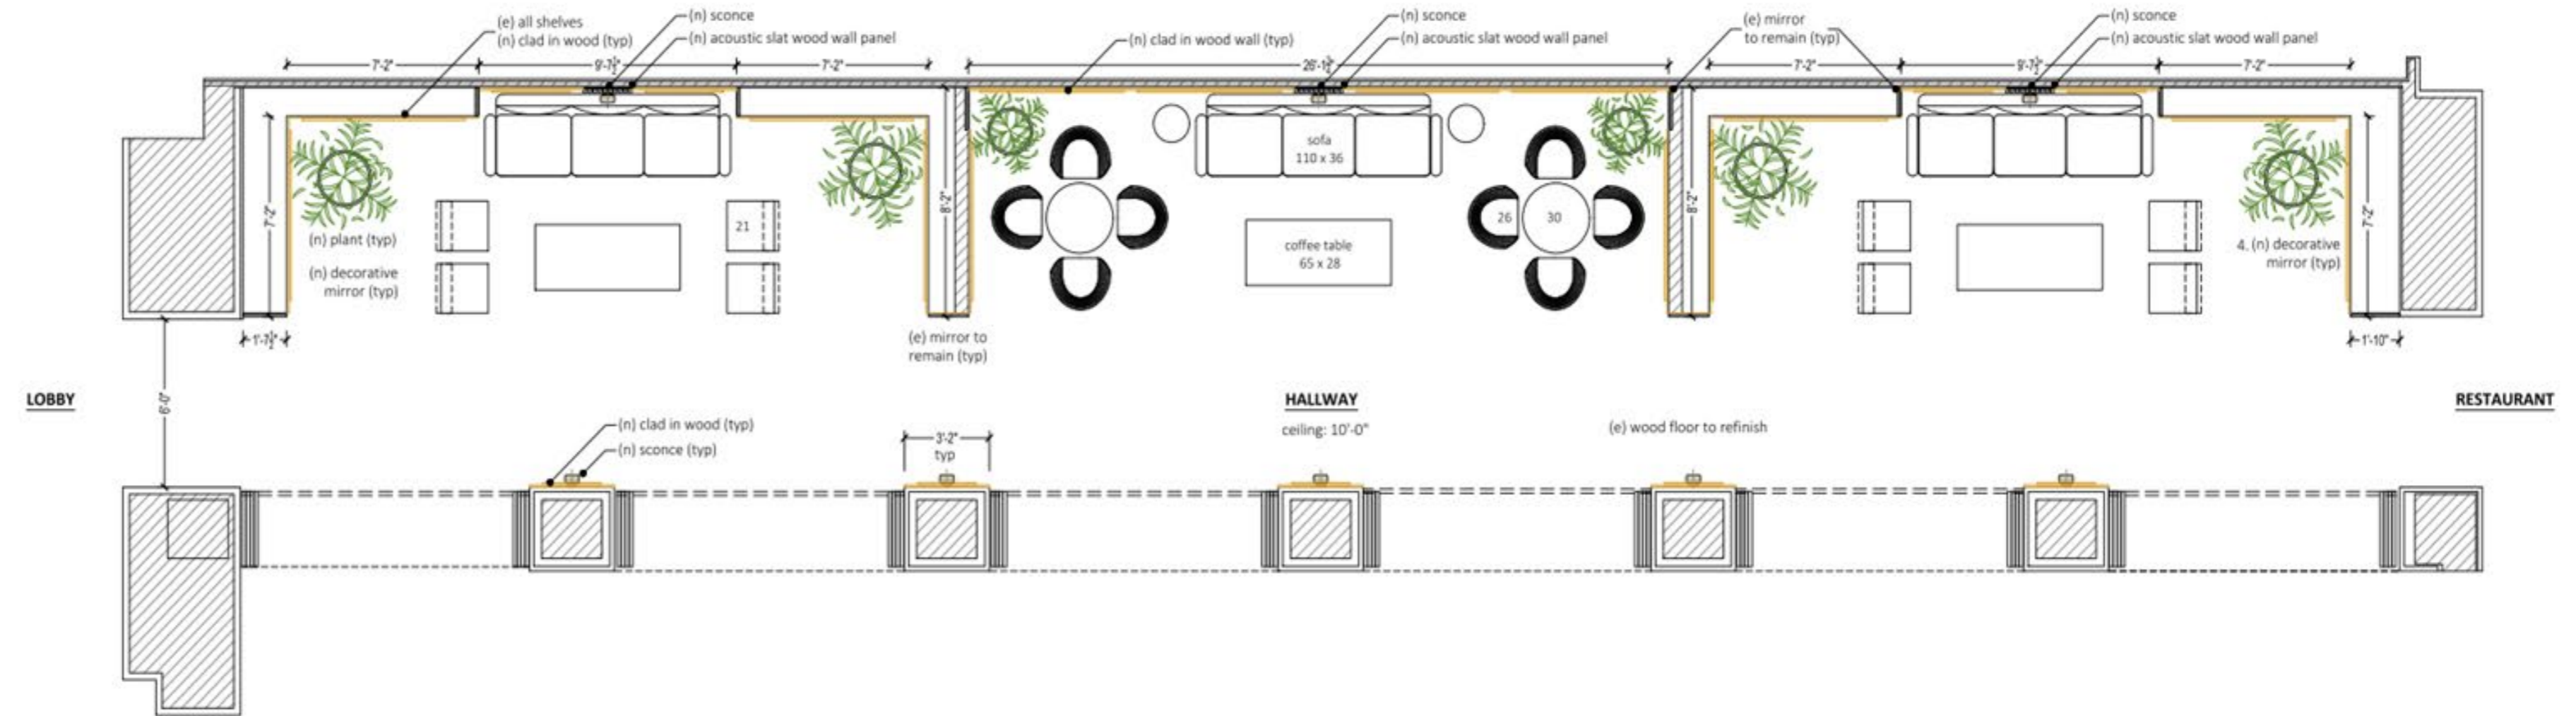 (e) all shelves
(n) clad in wood (typ)
(n) sconce
(n) acoustic slat wood wall panel
(n) clad in wood wall (typ)
(n) sconce
(n) acoustic slat wood wall panel
(e) mirror
to remain (typ)
(n) sconce
(n) acoustic slat wood wall panel
7'-2"
9'-7½"
7'-2"
26'-1½"
7'-2"
9'-7½"
7'-2"
sofa
110 x 36
7'-2"
8'-2"
8'-2"
7'-2"
21
26
30
(n) plant (typ)
(n) decorative
mirror (typ)
coffee table
65 x 28
4. (n) decorative
mirror (typ)
1'-7½"
(e) mirror to
remain (typ)
1'-10"
LOBBY
6'-0"
HALLWAY
ceiling: 10'-0"
RESTAURANT
(n) clad in wood (typ)
(n) sconce (typ)
3'-2"
typ
(e) wood floor to refinish